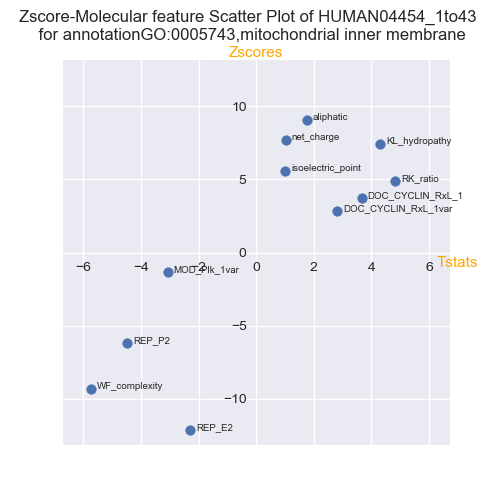 Zscore-Molecular feature Scatter Plot of HUMAN04454_1to43
for annotationGO:0005743,mitochondrial inner membrane
Zscores
10
aliphatic
net_charge
KL_hydropathy
isoelectric_point
5
RK_ratio
DOC_CYCLIN_RxL_1
DOC_CYCLIN_RxL_1var
0
Tstats
−6 −4 −2 0 2 4 6
MOD_Plk_1var
−5
REP_P2
WF_complexity
−10
REP_E2